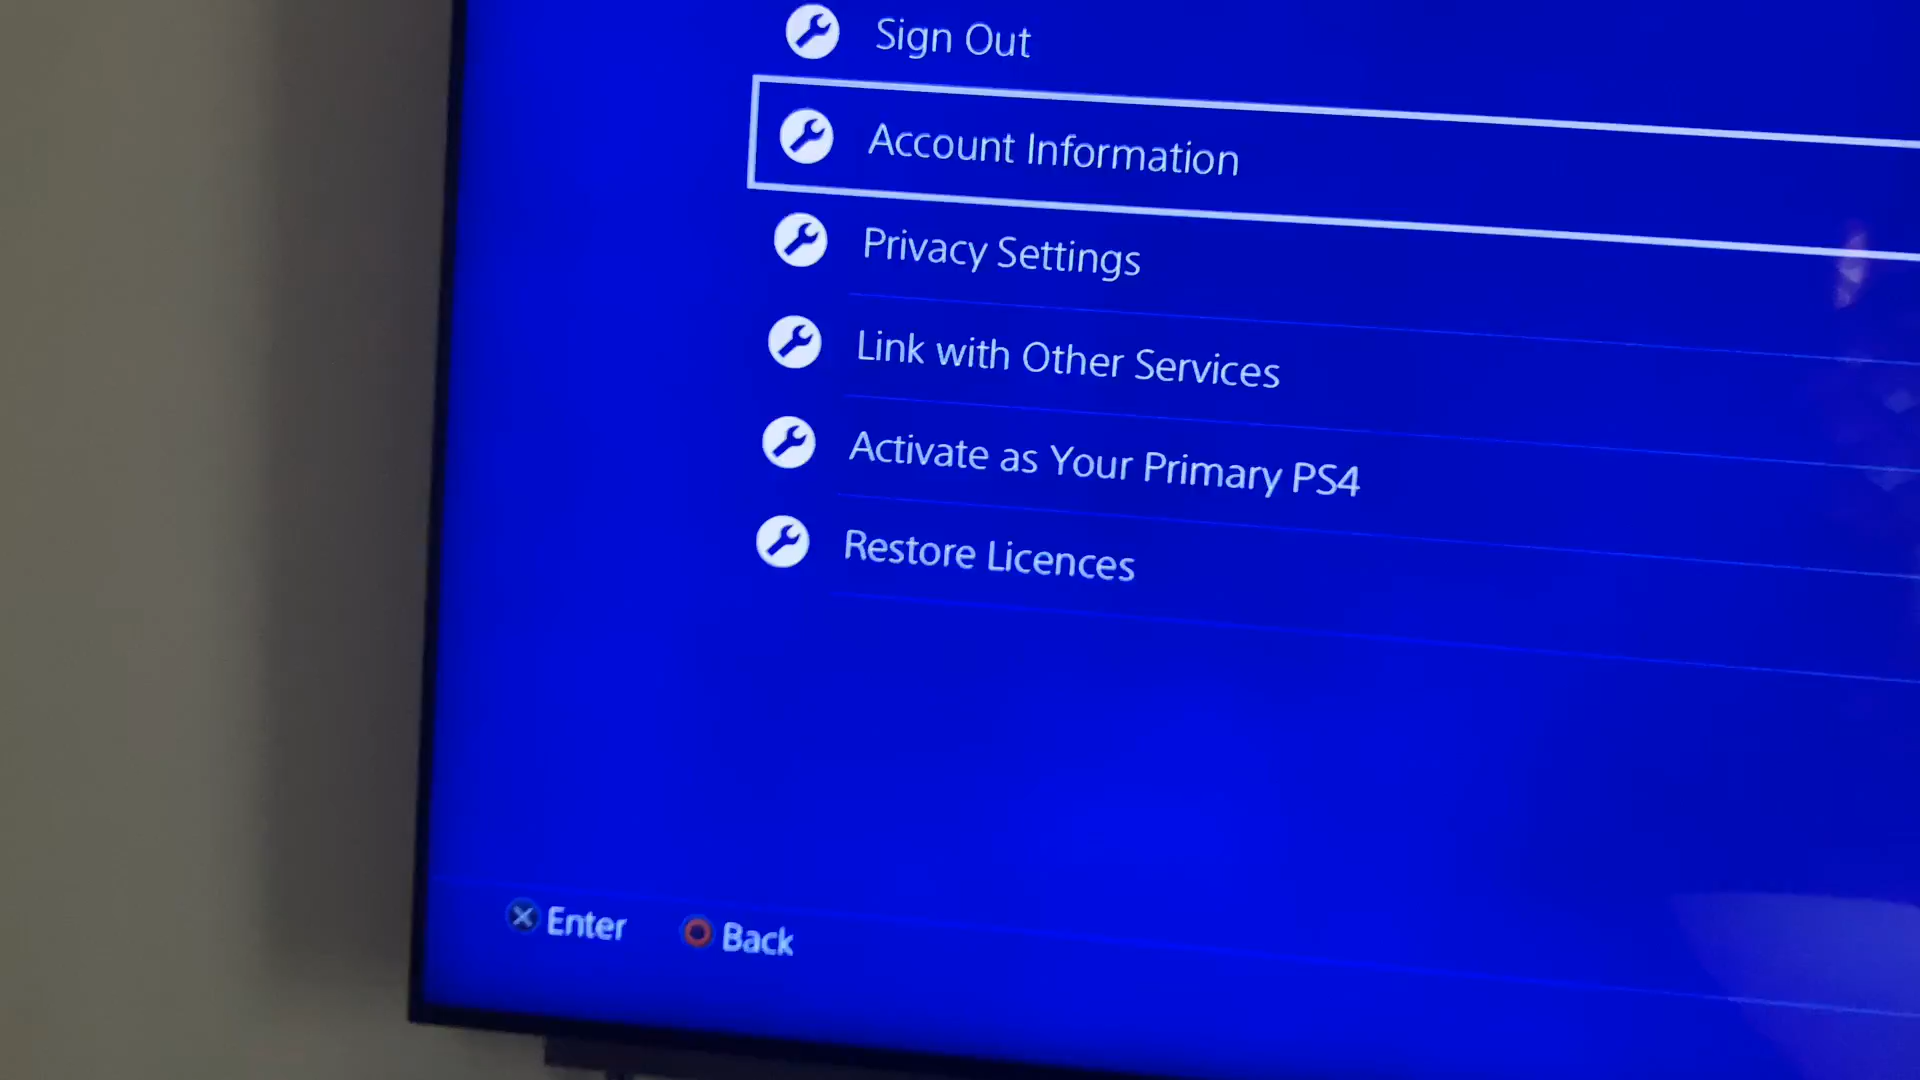 Sign Out
Account Information
Privacy Settings
Link with Other Services
Activate as Your Primary PS4
Restore Licences
Enter Back